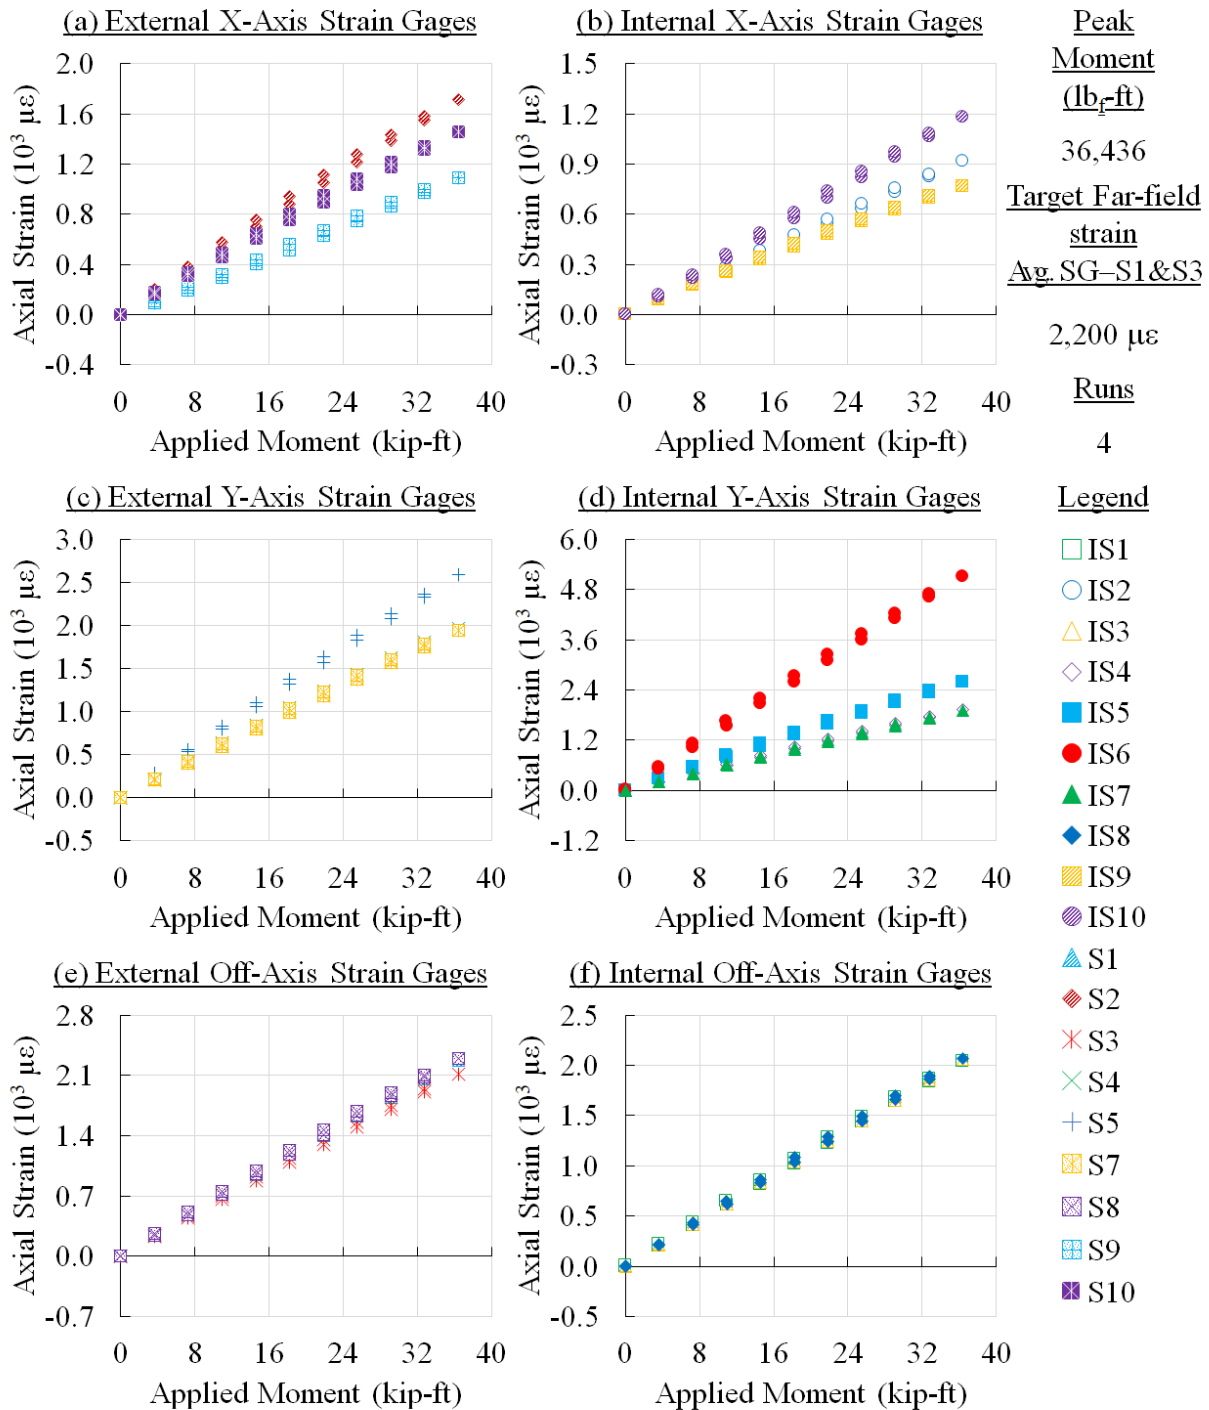 (a) External X-Axis Strain Gages
2.0
1.6
1.2
0.8
0.4
0.0
-0.4
Axial Strain (10³ με)
0 8 16 24 32 40
Applied Moment (kip-ft)
(b) Internal X-Axis Strain Gages
1.5
1.2
0.9
0.6
0.3
0.0
-0.3
Axial Strain (10³ με)
0 8 16 24 32 40
Applied Moment (kip-ft)
Peak
Moment
(lbf-ft)
36,436
Target Far-field
strain
Avg. SG–S1&S3
2,200 με
Runs
4
(c) External Y-Axis Strain Gages
3.0
2.5
2.0
1.5
1.0
0.5
0.0
-0.5
Axial Strain (10³ με)
0 8 16 24 32 40
Applied Moment (kip-ft)
(d) Internal Y-Axis Strain Gages
6.0
4.8
3.6
2.4
1.2
0.0
-1.2
Axial Strain (10³ με)
0 8 16 24 32 40
Applied Moment (kip-ft)
(e) External Off-Axis Strain Gages
2.8
2.1
1.4
0.7
0.0
-0.7
Axial Strain (10³ με)
0 8 16 24 32 40
Applied Moment (kip-ft)
(f) Internal Off-Axis Strain Gages
2.5
2.0
1.5
1.0
0.5
0.0
-0.5
Axial Strain (10³ με)
0 8 16 24 32 40
Applied Moment (kip-ft)
Legend
IS1
IS2
IS3
IS4
IS5
IS6
IS7
IS8
IS9
IS10
S1
S2
S3
S4
S5
S7
S8
S9
S10